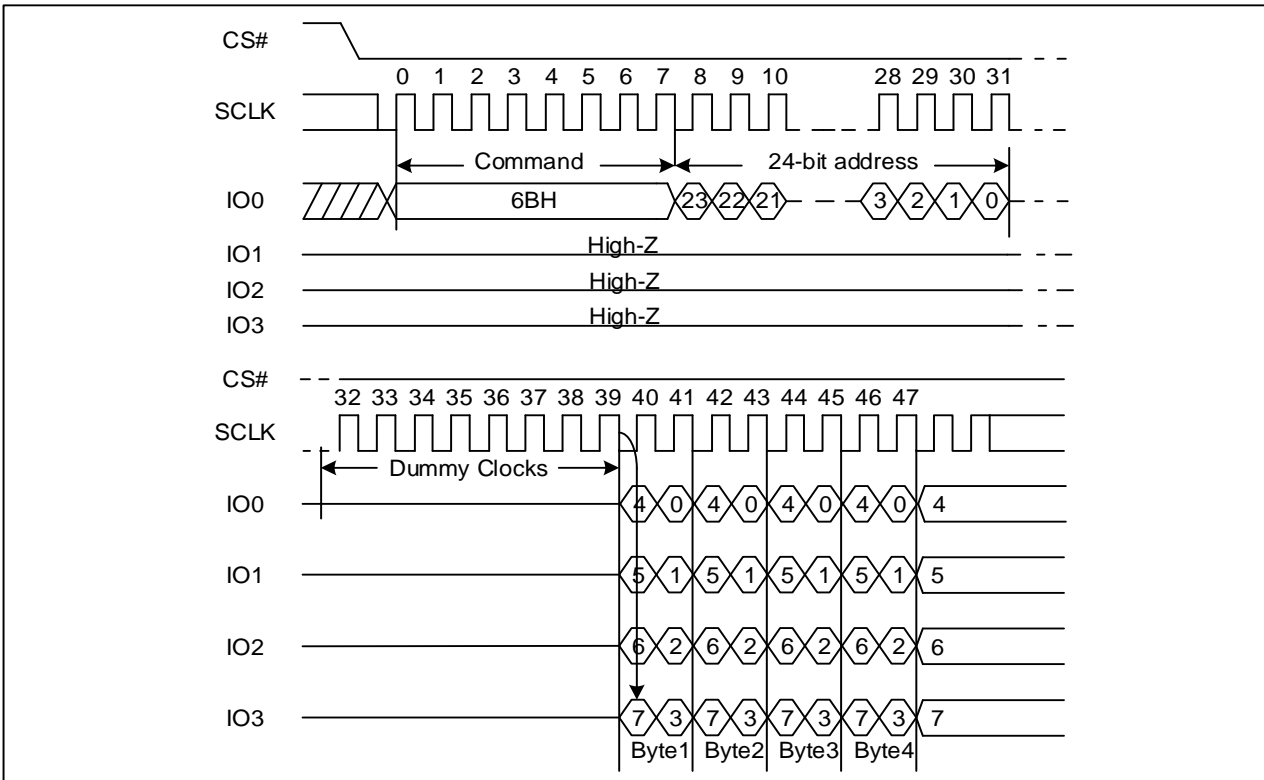 CS#
0 1 2 3 4 5 6 7 8 9 10 28 29 30 31
SCLK
Command 24-bit address
IO0 6BH 23 22 21 3 2 1 0
IO1 High-Z
IO2 High-Z
IO3 High-Z
CS#
32 33 34 35 36 37 38 39 40 41 42 43 44 45 46 47
SCLK
Dummy Clocks
IO0 4 0 4 0 4 0 4 0 4
IO1 5 1 5 1 5 1 5 1 5
IO2 6 2 6 2 6 2 6 2 6
IO3 7 3 7 3 7 3 7 3 7
Byte1 Byte2 Byte3 Byte4